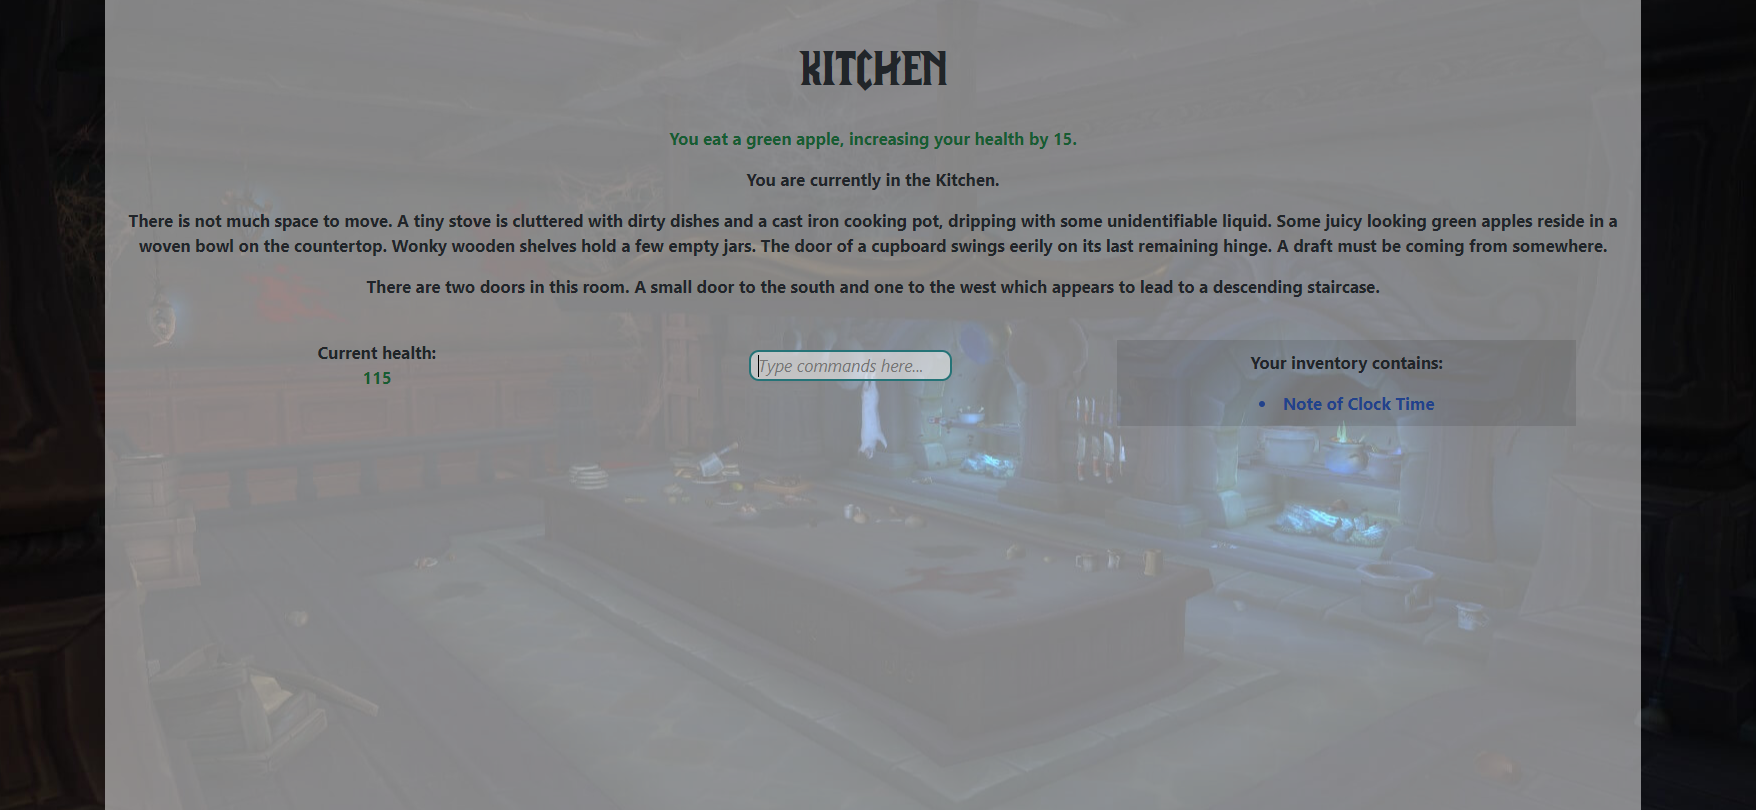 KITCHEN
You eat a green apple, increasing your health by 15.
You are currently in the Kitchen.
There is not much space to move. A tiny stove is cluttered with dirty dishes and a cast iron cooking pot, dripping with some unidentifiable liquid. Some juicy looking green apples reside in a
woven bowl on the countertop. Wonky wooden shelves hold a few empty jars. The door of a cupboard swings eerily on its last remaining hinge. A draft must be coming from somewhere.
There are two doors in this room. A small door to the south and one to the west which appears to lead to a descending staircase.
Current health:
115
Type commands here...
Your inventory contains:
• Note of Clock Time